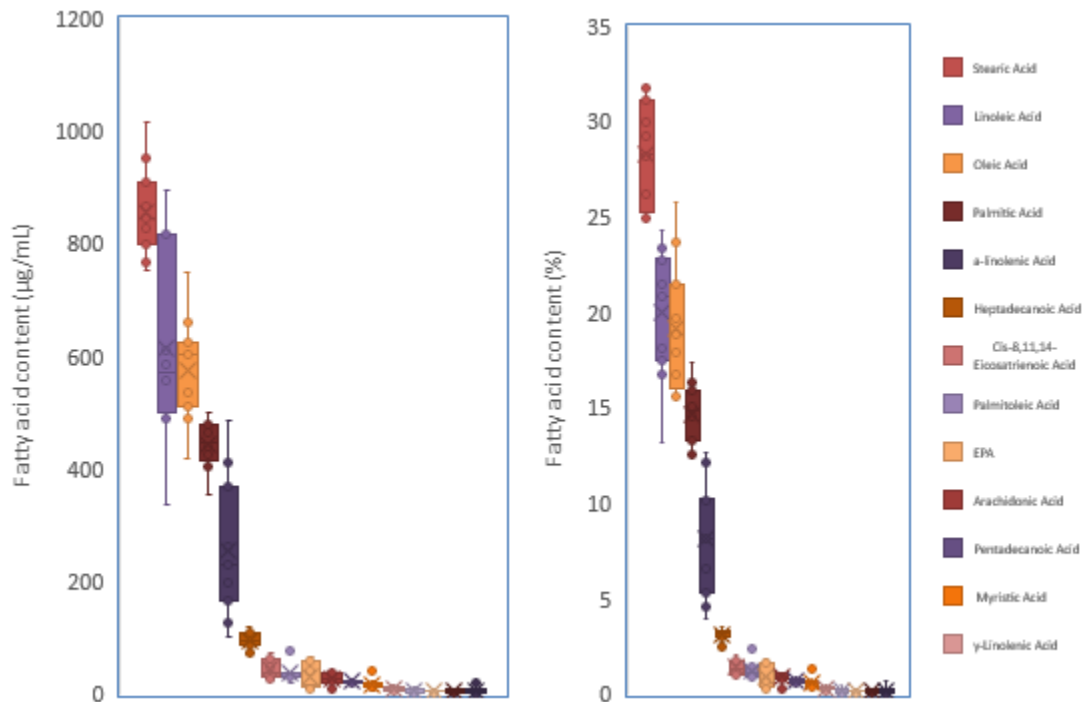 Fatty acid content (µg/mL)
1200
1000
800
600
400
200
0
Fatty acid content (%)
35
30
25
20
15
10
5
0
Stearic Acid
Linoleic Acid
Oleic Acid
Palmitic Acid
a-linolenic Acid
Heptadecanoic Acid
Cis-8,11,14-
Eicosatrienoic Acid
Palmitoleic Acid
EPA
Arachidonic Acid
Pentadecanoic Acid
Myristic Acid
γ-Linolenic Acid